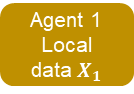 Agent 1
Local
data X₁